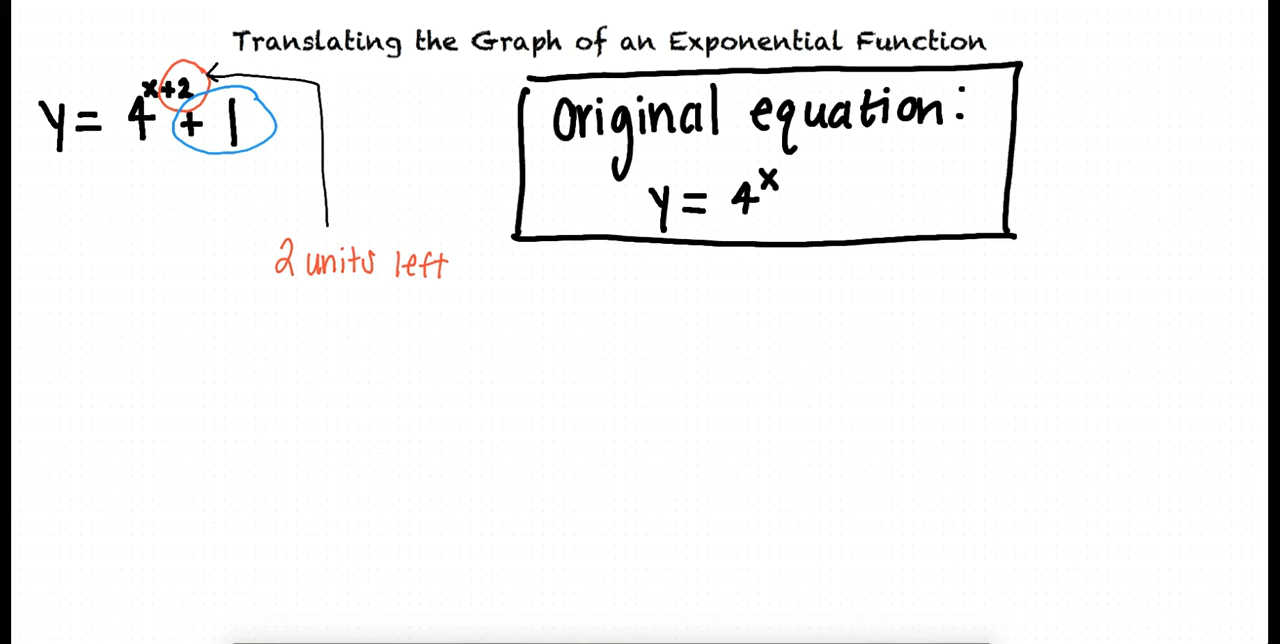 Translating the Graph of an Exponential Function
y = 4^{x+2} + 1
original equation:
y = 4^x
2 units left